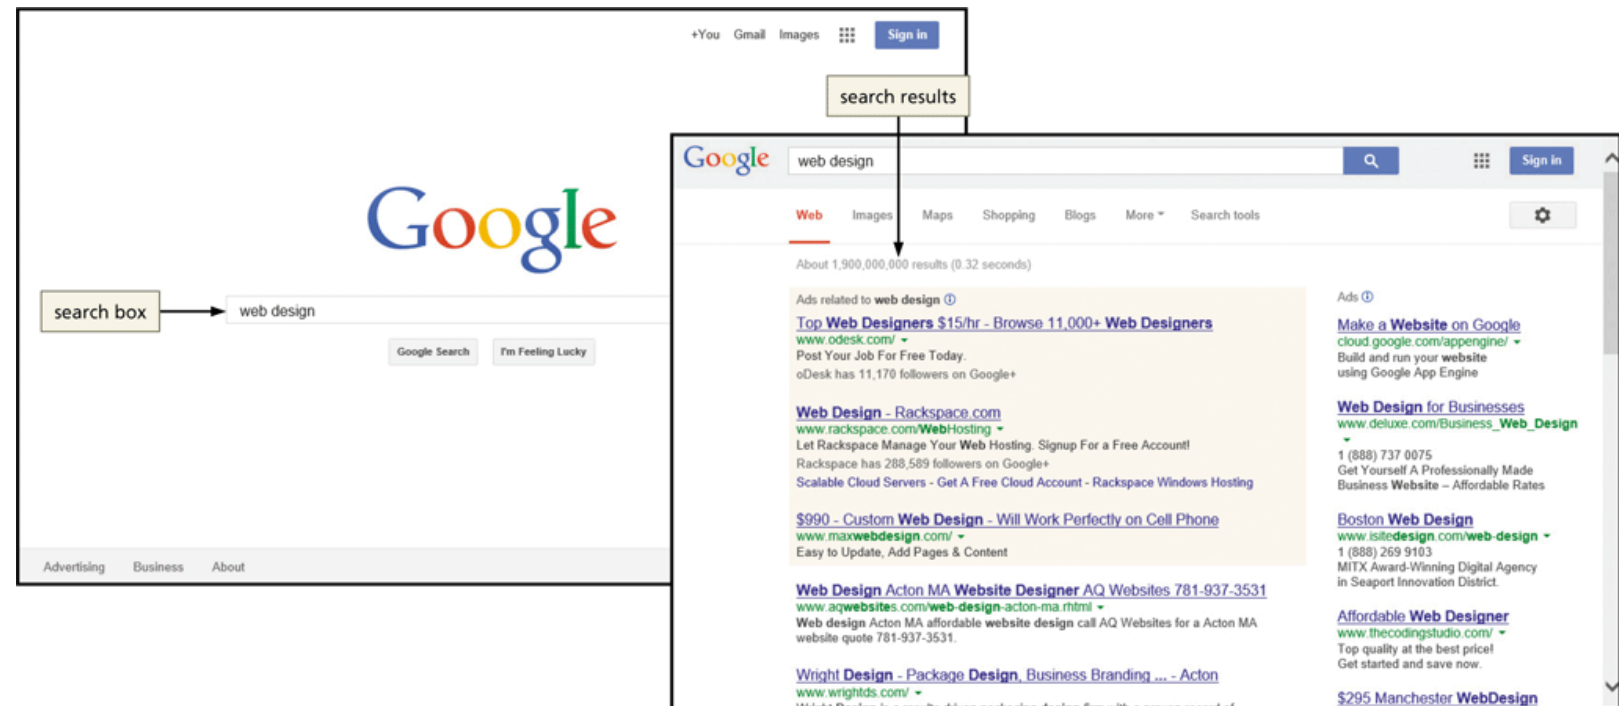 +You Gmail Images Sign in
search results
Google
search box
web design
Google Search I'm Feeling Lucky
Advertising Business About
Google web design Sign in
Web Images Maps Shopping Blogs More Search tools
About 1,900,000,000 results (0.32 seconds)
Ads related to web design
Top Web Designers $15/hr - Browse 11,000+ Web Designers
www.odesk.com/
Post Your Job For Free Today.
oDesk has 11,170 followers on Google+
Web Design - Rackspace.com
www.rackspace.com/WebHosting
Let Rackspace Manage Your Web Hosting. Signup For a Free Account!
Rackspace has 288,589 followers on Google+
Scalable Cloud Servers - Get A Free Cloud Account - Rackspace Windows Hosting
$990 - Custom Web Design - Will Work Perfectly on Cell Phone
www.maxwebdesign.com/
Easy to Update, Add Pages & Content
Web Design Acton MA Website Designer AQ Websites 781-937-3531
www.aqwebsites.com/web-design-acton-ma.rhtml
Web design Acton MA affordable website design call AQ Websites for a Acton MA
website quote 781-937-3531.
Wright Design - Package Design, Business Branding ... - Acton
www.wrightds.com/
Wright Design is a results driven packaging design firm with a proven record of
Ads
Make a Website on Google
cloud.google.com/appengine/
Build and run your website
using Google App Engine
Web Design for Businesses
www.deluxe.com/Business_Web_Design
1 (888) 737 0075
Get Yourself A Professionally Made
Business Website – Affordable Rates
Boston Web Design
www.isitedesign.com/web-design
1 (888) 269 9103
MITX Award-Winning Digital Agency
in Seaport Innovation District.
Affordable Web Designer
www.thecodingstudio.com/
Top quality at the best price!
Get started and save now.
$295 Manchester WebDesign